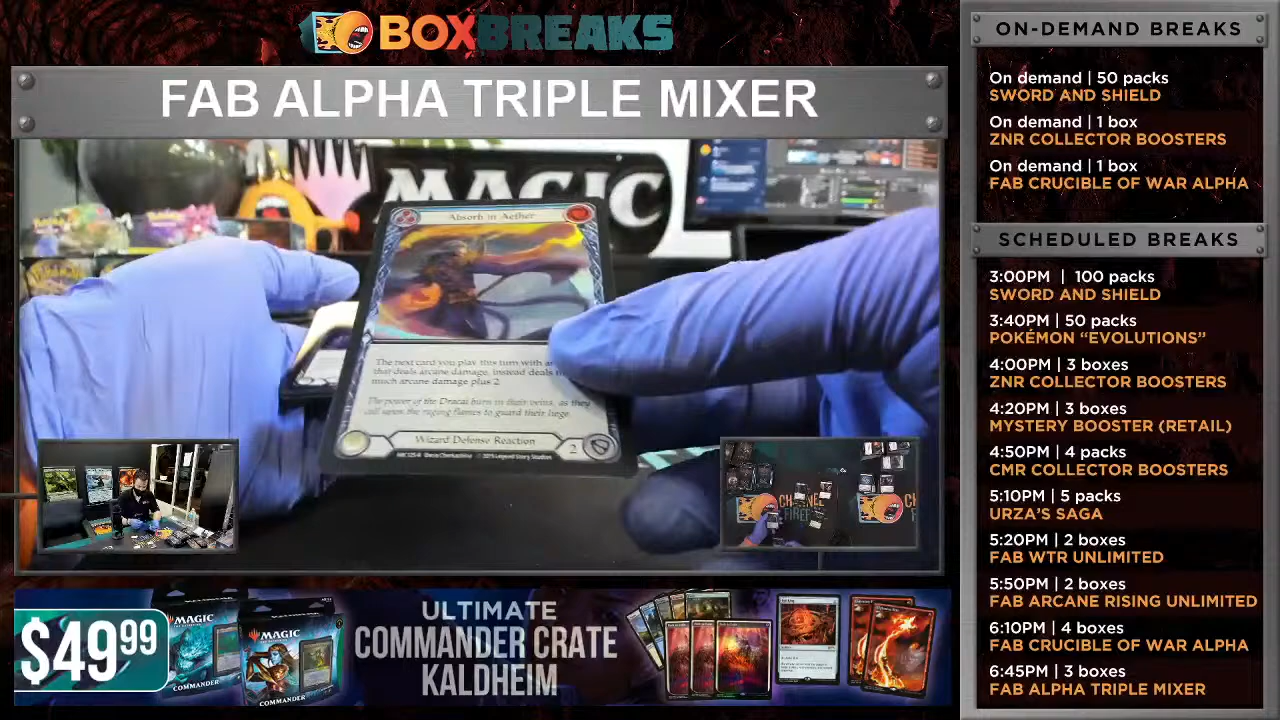 BOXBREAKS
FAB ALPHA TRIPLE MIXER
MAGIC
Absorb in Aether
The next card you play this turn with
that deals arcane damage, instead deals
much arcane damage plus 2.
The power of the Dracai burn in their veins, as they
call upon the raging flames to guard their liege.
Wizard Defense Reaction
2
$49.99
MAGIC
COMMANDER
MAGIC
COMMANDER
ULTIMATE
COMMANDER CRATE
KALDHEIM
ON-DEMAND BREAKS
On demand | 50 packs
SWORD AND SHIELD
On demand | 1 box
ZNR COLLECTOR BOOSTERS
On demand | 1 box
FAB CRUCIBLE OF WAR ALPHA
SCHEDULED BREAKS
3:00PM | 100 packs
SWORD AND SHIELD
3:40PM | 50 packs
POKÉMON “EVOLUTIONS”
4:00PM | 3 boxes
ZNR COLLECTOR BOOSTERS
4:20PM | 3 boxes
MYSTERY BOOSTER (RETAIL)
4:50PM | 4 packs
CMR COLLECTOR BOOSTERS
5:10PM | 5 packs
URZA’S SAGA
5:20PM | 2 boxes
FAB WTR UNLIMITED
5:50PM | 2 boxes
FAB ARCANE RISING UNLIMITED
6:10PM | 4 boxes
FAB CRUCIBLE OF WAR ALPHA
6:45PM | 3 boxes
FAB ALPHA TRIPLE MIXER